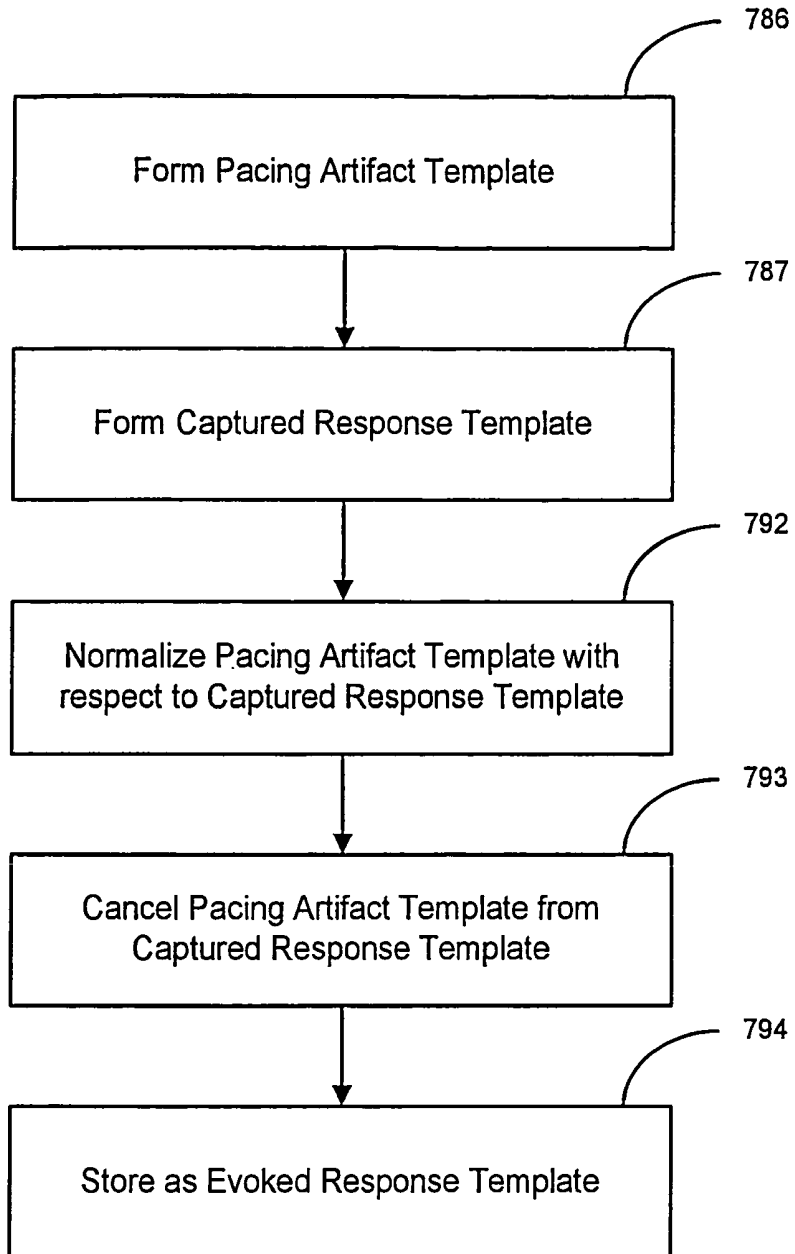 786
Form Pacing Artifact Template
787
Form Captured Response Template
792
Normalize Pacing Artifact Template with
respect to Captured Response Template
793
Cancel Pacing Artifact Template from
Captured Response Template
794
Store as Evoked Response Template